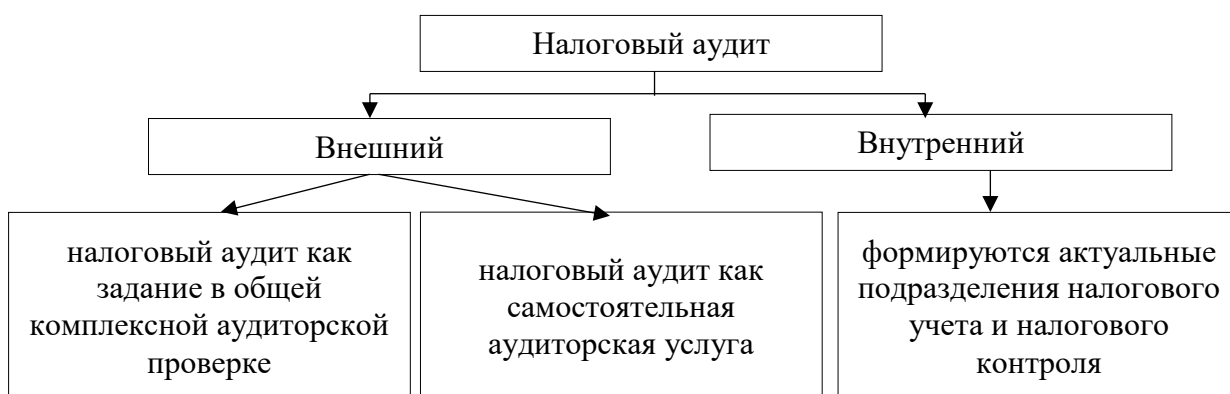 Налоговый аудит
Внешний
Внутренний
налоговый аудит как
задание в общей
комплексной аудиторской
проверке
налоговый аудит как
самостоятельная
аудиторская услуга
формируются актуальные
подразделения налогового
учета и налогового
контроля